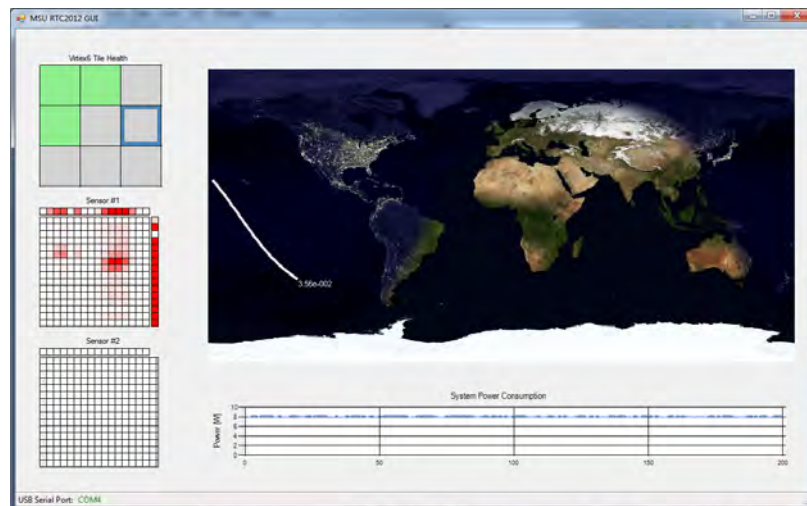 MSU RTC2012 GUI
Virtex6 Tile Health
Sensor #1
3.56e-002
Sensor #2
System Power Consumption
Power [W]
10
8
6
4
2
0
0
50
100
150
200
USB Serial Port: COM4